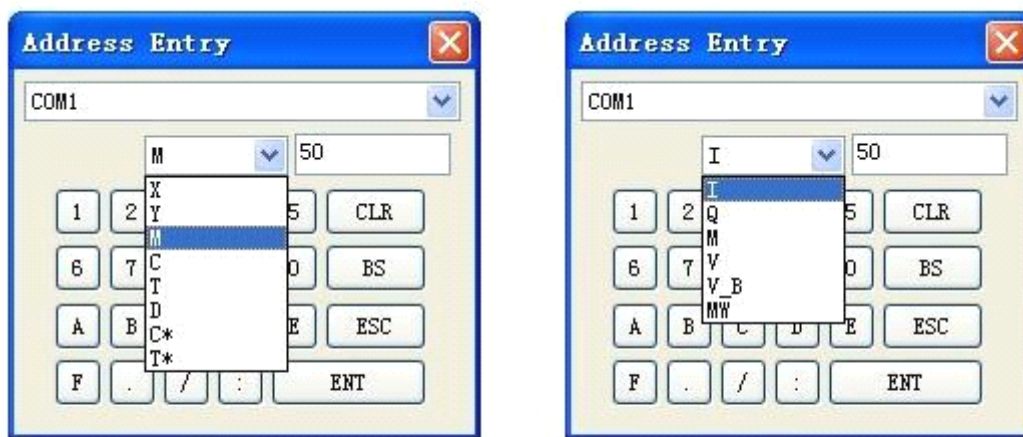 Address Entry
COM1
M 50
X
Y
M
C
T
D
C*
T*
1 2 5 CLR
6 7 0 BS
A B E ESC
F . / : ENT
Address Entry
COM1
I 50
I
Q
M
V
V_B
MW
1 2 5 CLR
6 7 0 BS
A B C D E ESC
F . / : ENT